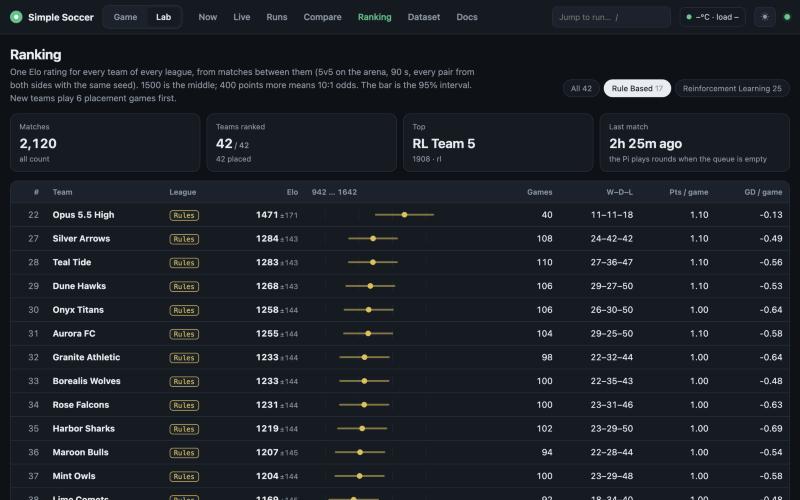 Simple Soccer Game Lab Now Live Runs Compare Ranking Dataset Docs Jump to run... / –°C · load –
Ranking
One Elo rating for every team of every league, from matches between them (5v5 on the arena, 90 s, every pair from
both sides with the same seed). 1500 is the middle; 400 points more means 10:1 odds. The bar is the 95% interval.
New teams play 6 placement games first.
All 42 Rule Based 17 Reinforcement Learning 25
Matches
2,120
all count
Teams ranked
42 / 42
42 placed
Top
RL Team 5
1908 · rl
Last match
2h 25m ago
the Pi plays rounds when the queue is empty
# Team League Elo 942 ... 1642 Games W–D–L Pts / game GD / game
22 Opus 5.5 High Rules 1471 ±171 40 11–11–18 1.10 -0.13
27 Silver Arrows Rules 1284 ±143 108 24–42–42 1.10 -0.49
28 Teal Tide Rules 1283 ±143 110 27–36–47 1.10 -0.56
29 Dune Hawks Rules 1268 ±143 106 29–27–50 1.10 -0.53
30 Onyx Titans Rules 1258 ±144 106 26–30–50 1.00 -0.64
31 Aurora FC Rules 1255 ±144 104 29–25–50 1.10 -0.58
32 Granite Athletic Rules 1233 ±144 98 22–32–44 1.00 -0.64
33 Borealis Wolves Rules 1233 ±144 100 22–35–43 1.00 -0.48
34 Rose Falcons Rules 1231 ±144 100 23–31–46 1.00 -0.63
35 Harbor Sharks Rules 1219 ±144 102 23–29–50 1.00 -0.69
36 Maroon Bulls Rules 1207 ±145 94 22–28–44 1.00 -0.54
37 Mint Owls Rules 1204 ±144 100 23–29–48 1.00 -0.58
38 Lime Comets Rules 1169